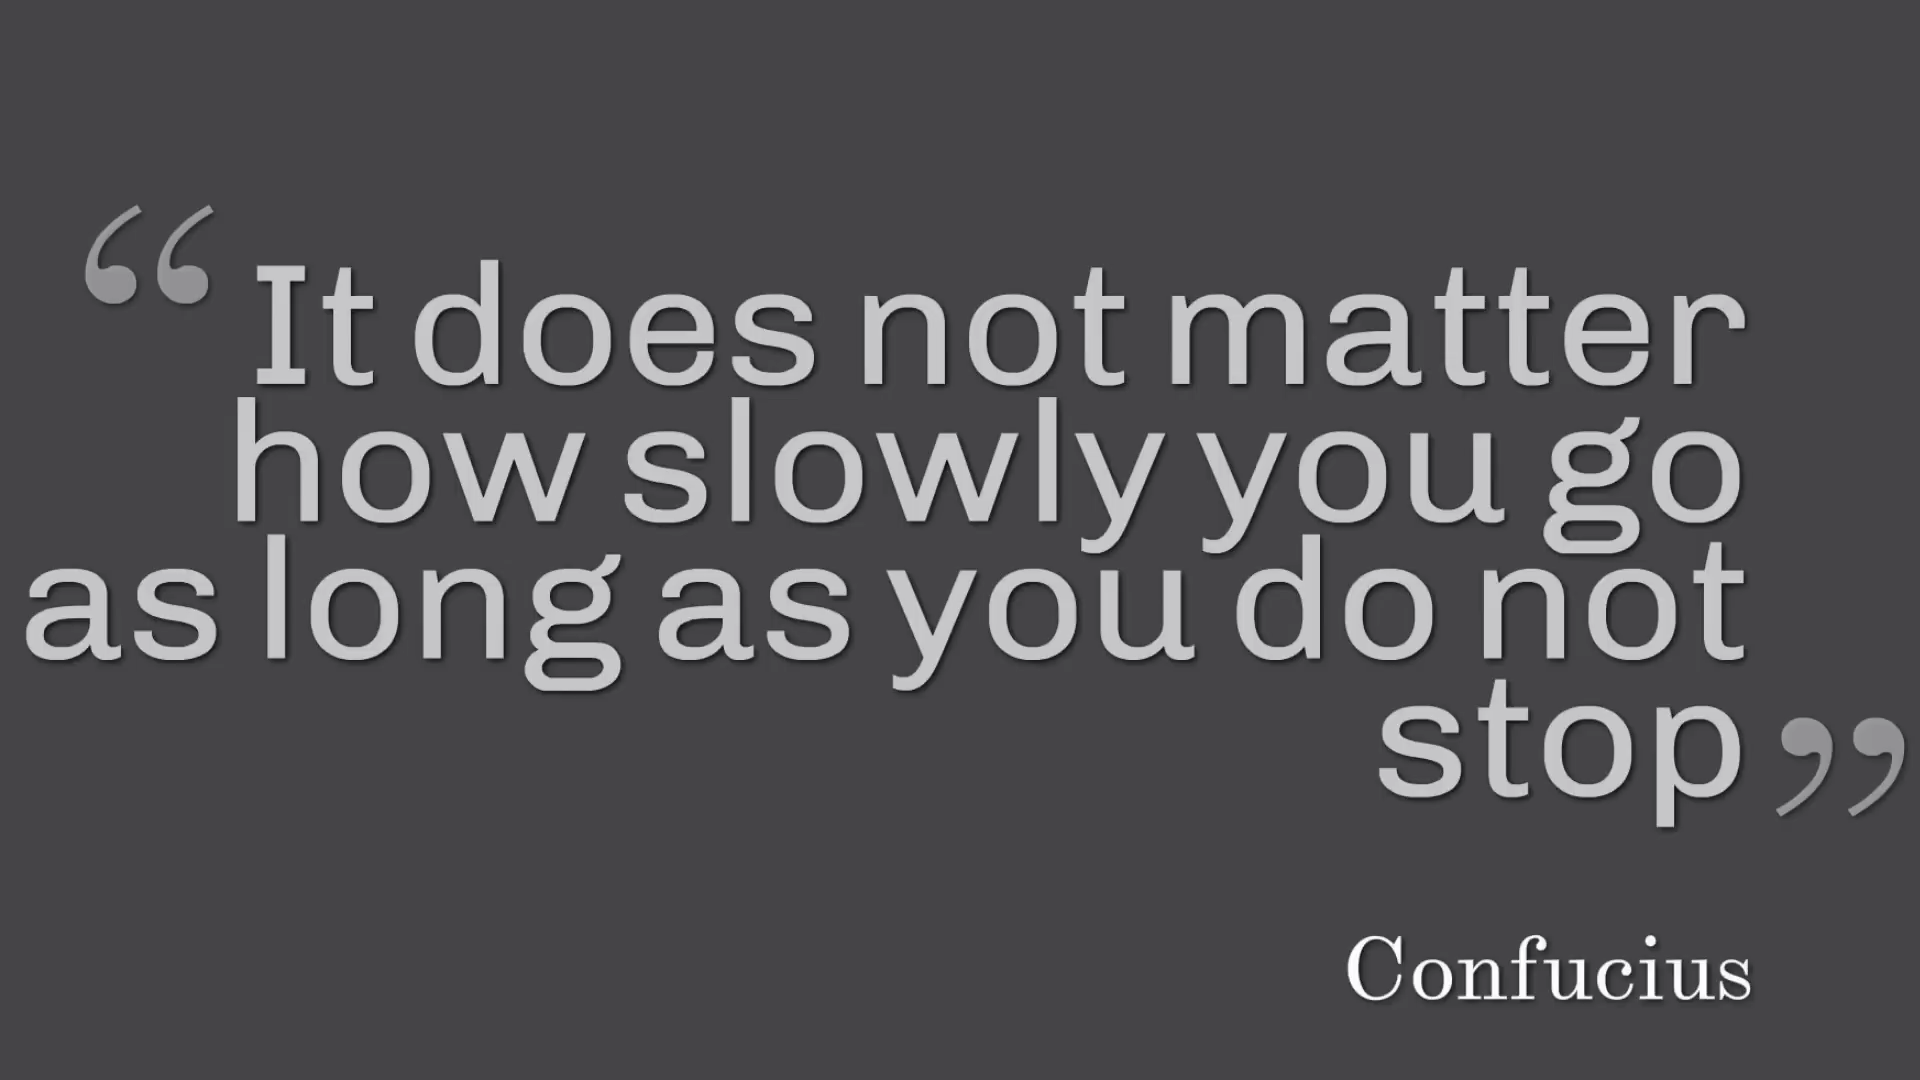 “It does not matter
how slowly you go
as long as you do not
stop”
Confucius